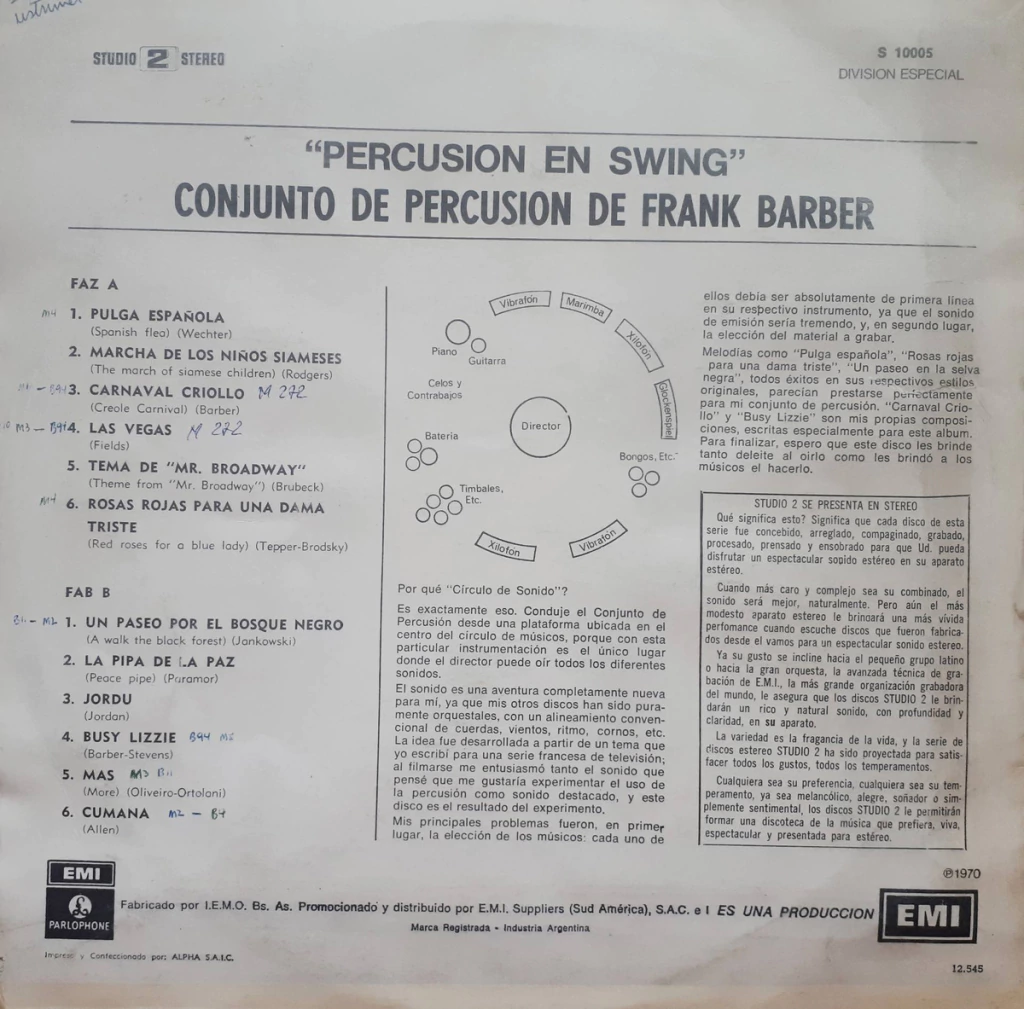 STUDIO 2 STEREO
S 10005
DIVISION ESPECIAL
"PERCUSION EN SWING"
CONJUNTO DE PERCUSION DE FRANK BARBER
FAZ A
M4 1. PULGA ESPAÑOLA
(Spanish fleo) (Wechter)
2. MARCHA DE LOS NIÑOS SIAMESES
(The march of siamese children) (Rodgers)
3. CARNAVAL CRIOLLO M 272
(Creole Carnival) (Barber)
M3 - B44. LAS VEGAS M 272
(Fields)
5. TEMA DE "MR. BROADWAY"
(Theme from "Mr. Broadway") (Brubeck)
M4 6. ROSAS ROJAS PARA UNA DAMA
TRISTE
(Red roses for a blue lady) (Tepper-Brodsky)
FAB B
B11 - M2 1. UN PASEO POR EL BOSQUE NEGRO
(A walk the block forest) (Jankowski)
2. LA PIPA DE LA PAZ
(Peace pipe) (Paramor)
3. JORDU
(Jordan)
4. BUSY LIZZIE B44
(Barber-Stevens)
5. MAS M3 B11
(More) (Oliveiro-Ortoloni)
6. CUMANA M2 - B4
(Allen)
Vibrafón
Marimba
Xilofón
Glockenspiel
Piano
Guitarra
Celos y
Contrabajos
Director
Batería
Bongos, Etc.
Timbales,
Etc.
Xilofon
Vibrafón
Por qué "Círculo de Sonido"?
Es exactamente eso. Conduje el Conjunto de
Percusión desde una plataforma ubicada en el
centro del círculo de músicos, porque con esta
particular instrumentación es el único lugar
donde el director puede oír todos los diferentes
sonidos.
El sonido es una aventura completamente nueva
para mí, ya que mis otros discos han sido pura-
mente orquestales, con un alineamiento conven-
cional de cuerdas, vientos, ritmo, cornos, etc.
La idea fue desarrollada a partir de un tema que
yo escribí para una serie francesa de televisión;
al filmarse me entusiasmó tanto el sonido que
pensé que me gustaría experimentar el uso de
la percusión como sonido destacado, y este
disco es el resultado del experimento.
Mis principales problemas fueron, en primer
lugar, la elección de los músicos: cada uno de
ellos debía ser absolutamente de primera línea
en su respectivo instrumento, ya que el sonido
de emisión sería tremendo, y, en segundo lugar,
la elección del material a grabar.
Melodías como "Pulga española", "Rosas rojas
para una dama triste", "Un paseo en la selva
negra", todos éxitos en sus respectivos estilos
originales, parecían prestarse perfectamente
para mi conjunto de percusión. "Carnaval Crio-
llo" y "Busy Lizzie" son mis propias composi-
ciones, escritas especialmente para este album.
Para finalizar, espero que este disco les brinde
tanto deleite al oírlo como les brindó a los
músicos el hacerlo.
STUDIO 2 SE PRESENTA EN STEREO
Qué significa esto? Significa que cada disco de esta
serie fue concebido, arreglado, compaginado, grabado,
procesado, prensado y ensobrado para que Ud. pueda
disfrutar un espectacular sopido estéreo en su aparato
estéreo.
Cuando más caro y complejo sea su combinado, el
sonido será mejor, naturalmente. Pero aún el más
modesto aparato estereo le brinoará una más vívida
perfomance cuando escuche discos que fueron fabrica-
dos desde el vamos para un espectacular sonido estereo.
Ya su gusto se incline hacia el pequeño grupo latino
o hacia la gran orquesta, la avanzada técnica de gra-
bación de E.M.I., la más grande organización grabadora
del mundo, le asegura que los discos STUDIO 2 le brin-
darán un rico y natural sonido, con profundidad y
claridad, en su aparato.
La variedad es la fragancia de la vida, y la serie de
discos estereo STUDIO 2 ha sido proyectada para satis-
facer todos los gustos, todos los temperamentos.
Cualquiera sea su preferencia, cualquiera sea su tem-
peramento, ya sea melancólico, alegre, soñador o sim-
plemente sentimental, los discos STUDIO 2 le permitirán
formar una discoteca de la música que prefiera, viva,
espectacular y presentada para estéreo.
℗1970
EMI
PARLOPHONE
Fabricado por I.E.M.O. Bs. As. Promocionado y distribuido por E.M.I. Suppliers (Sud América), S.A.C. e I ES UNA PRODUCCION EMI
Marca Registrada - Industria Argentina
Impreso y Confeccionado por: ALPHA S.A.I.C.
12.545